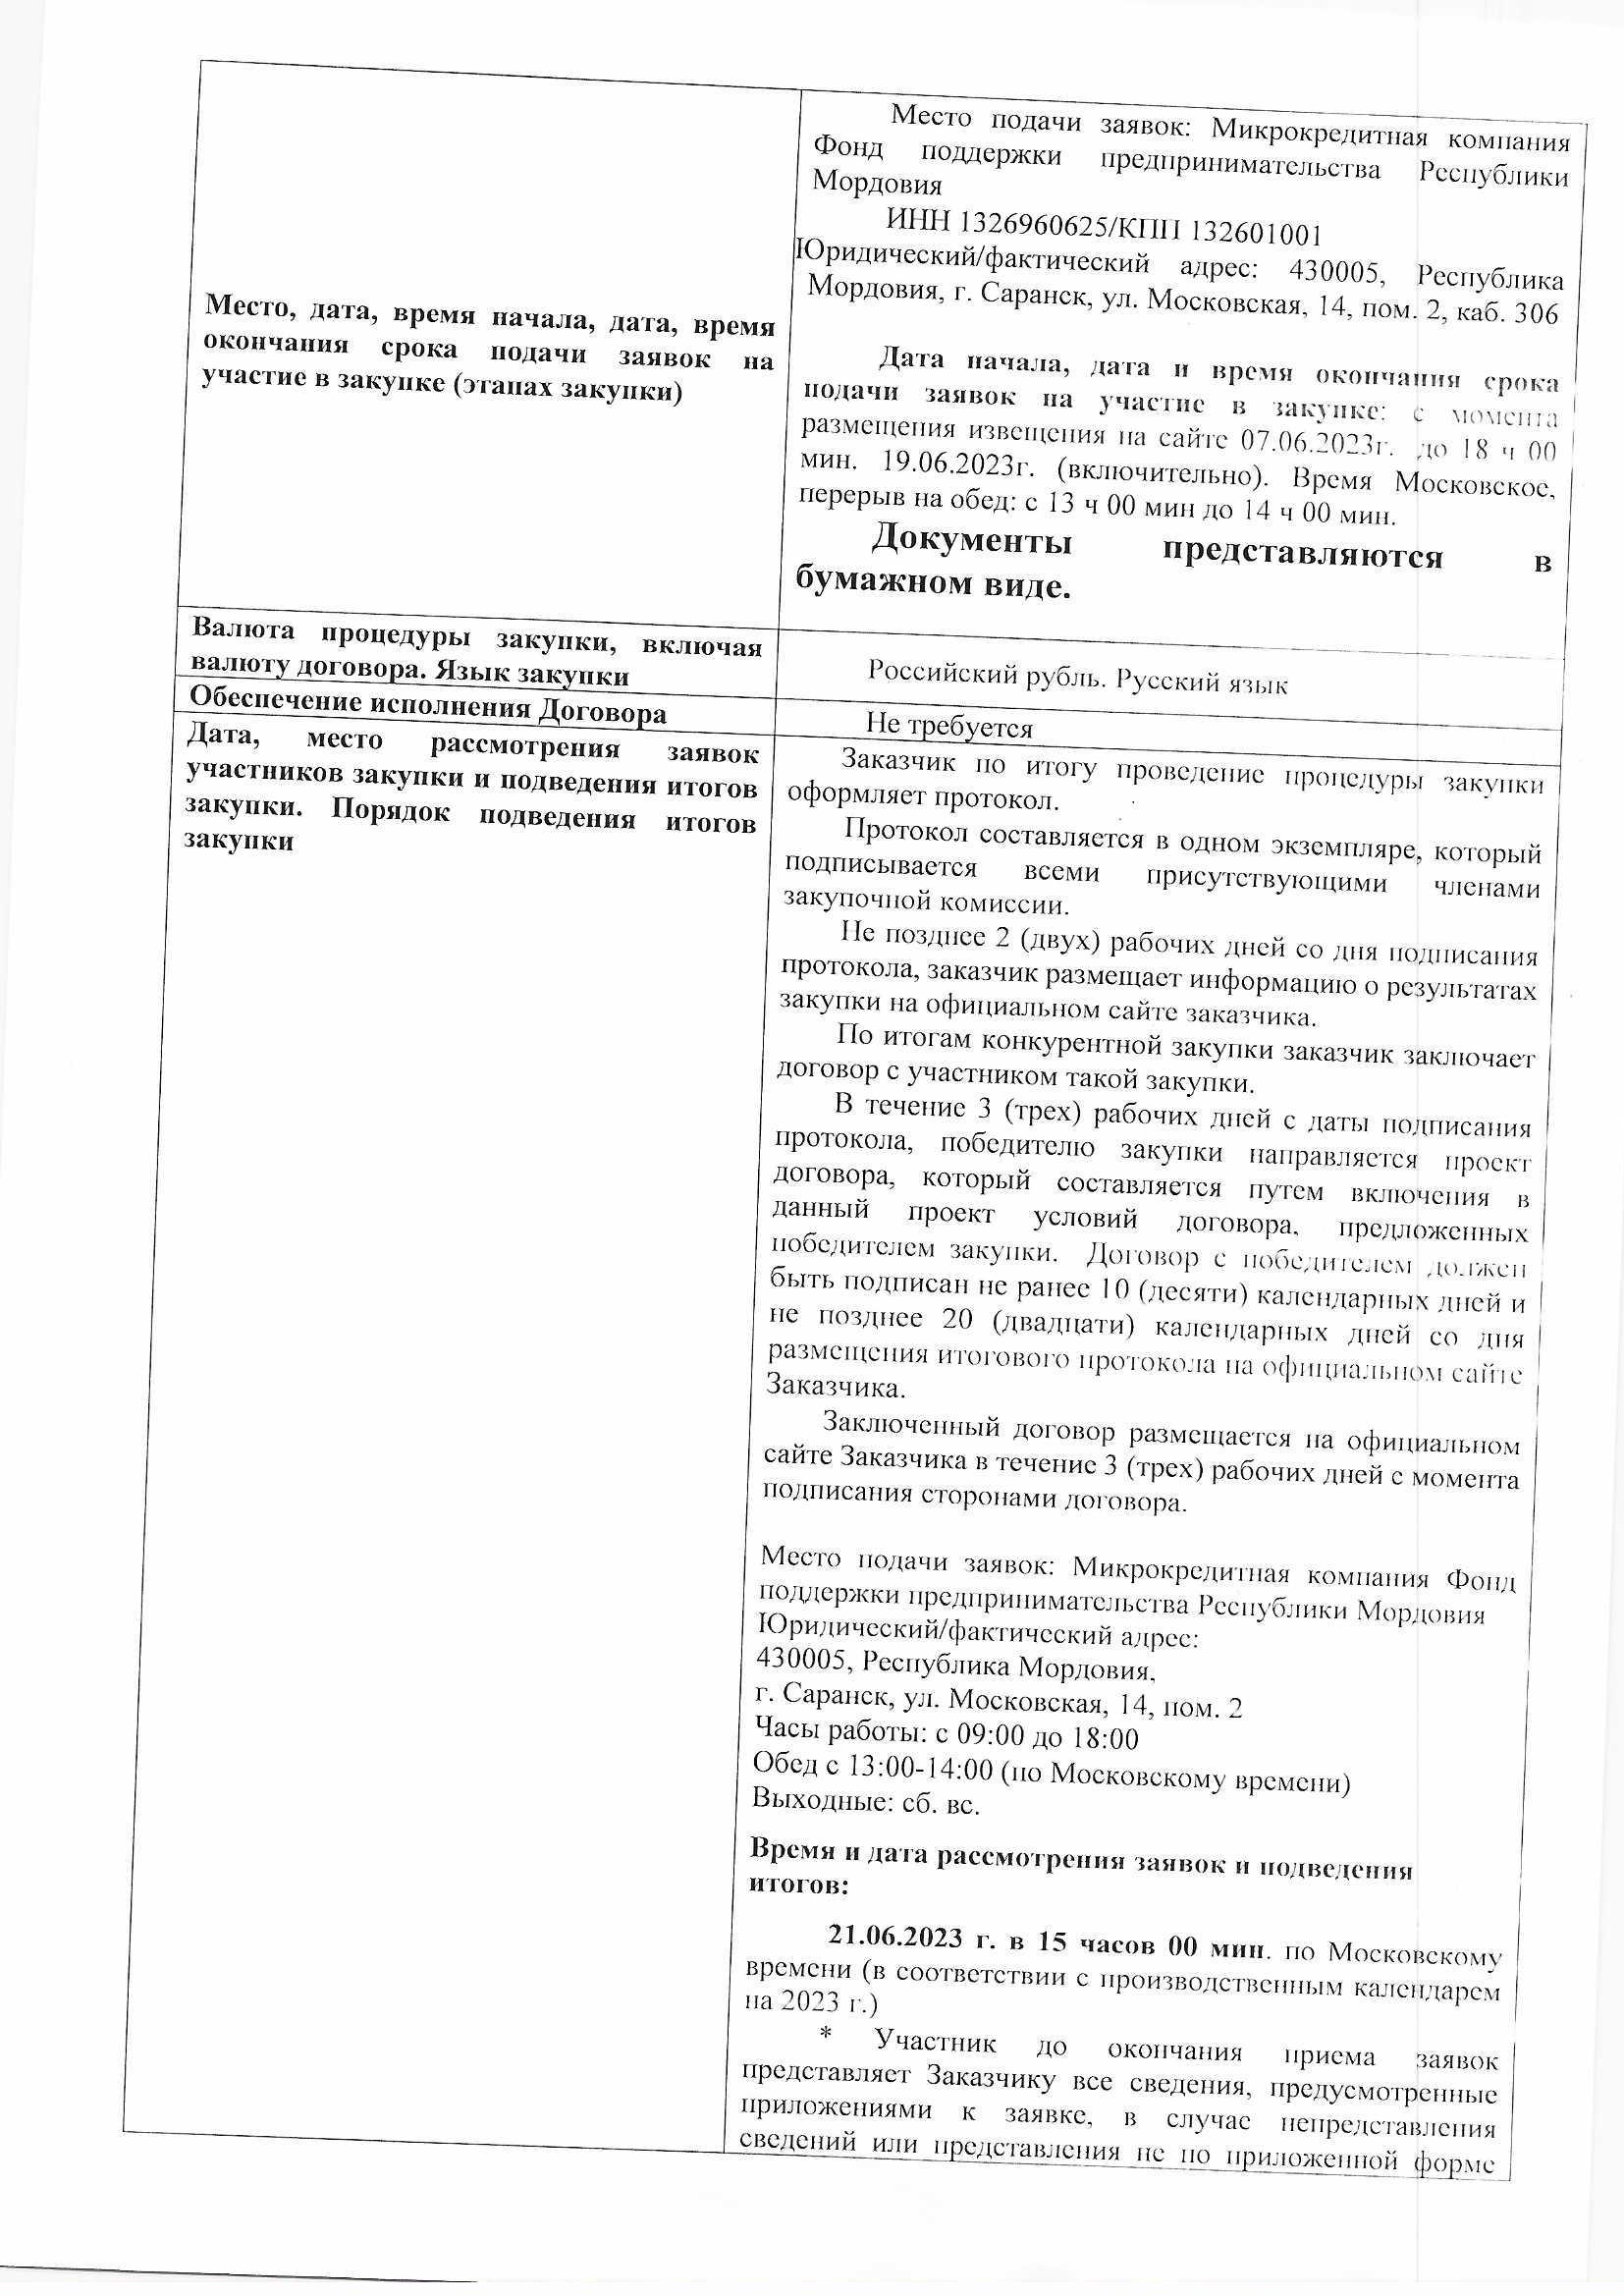 Место, дата, время начала, дата, время
окончания срока подачи заявок на
участие в закупке (этапах закупки)
Место подачи заявок: Микрокредитная компания
Фонд поддержки предпринимательства Республики
Мордовия
ИНН 1326960625/КПП 132601001
Юридический/фактический адрес: 430005, Республика
Мордовия, г. Саранск, ул. Московская, 14, пом. 2, каб. 306
Дата начала, дата и время окончания срока
подачи заявок на участие в закупке: с момента
размещения извещения на сайте 07.06.2023г. до 18 ч 00
мин. 19.06.2023г. (включительно). Время Московское,
перерыв на обед: с 13 ч 00 мин до 14 ч 00 мин.
Документы представляются в
бумажном виде.
Валюта процедуры закупки, включая
валюту договора. Язык закупки
Российский рубль. Русский язык
Обеспечение исполнения Договора
Не требуется
Дата, место рассмотрения заявок
участников закупки и подведения итогов
закупки. Порядок подведения итогов
закупки
Заказчик по итогу проведение процедуры закупки
оформляет протокол.
Протокол составляется в одном экземпляре, который
подписывается всеми присутствующими членами
закупочной комиссии.
Не позднее 2 (двух) рабочих дней со дня подписания
протокола, заказчик размещает информацию о результатах
закупки на официальном сайте заказчика.
По итогам конкурентной закупки заказчик заключает
договор с участником такой закупки.
В течение 3 (трех) рабочих дней с даты подписания
протокола, победителю закупки направляется проект
договора, который составляется путем включения в
данный проект условий договора, предложенных
победителем закупки. Договор с победителем должен
быть подписан не ранее 10 (десяти) календарных дней и
не позднее 20 (двадцати) календарных дней со дня
размещения итогового протокола на официальном сайте
Заказчика.
Заключенный договор размещается на официальном
сайте Заказчика в течение 3 (трех) рабочих дней с момента
подписания сторонами договора.
Место подачи заявок: Микрокредитная компания Фонд
поддержки предпринимательства Республики Мордовия
Юридический/фактический адрес:
430005, Республика Мордовия,
г. Саранск, ул. Московская, 14, пом. 2
Часы работы: с 09:00 до 18:00
Обед с 13:00-14:00 (по Московскому времени)
Выходные: сб. вс.
Время и дата рассмотрения заявок и подведения
итогов:
21.06.2023 г. в 15 часов 00 мин. по Московскому
времени (в соответствии с производственным календарем
на 2023 г.)
* Участник до окончания приема заявок
представляет Заказчику все сведения, предусмотренные
приложениями к заявке, в случае непредставления
сведений или представления не по приложенной форме